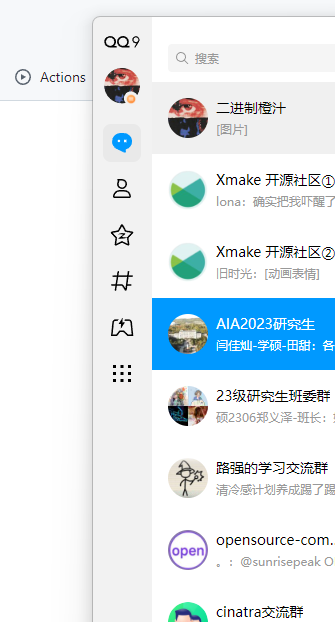 QQ9
搜索
Actions
二进制橙汁
[图片]
Xmake 开源社区①
lona：确实把我吓醒了
Xmake 开源社区②
旧时光：[动画表情]
AIA2023研究生
闫佳灿-学硕-田甜：各
23级研究生班委群
硕2306郑义泽-班长：
路强的学习交流群
清冷感计划养成踢了踢
open
opensource-com.
。：@sunrisepeak O
cinatra交流群